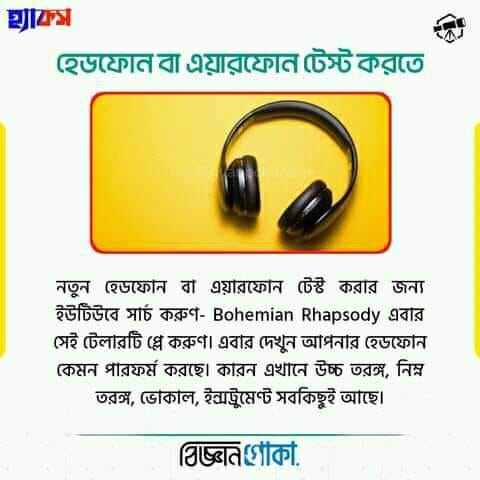 হ্যাকস
হেডফোন বা এয়ারফোন টেস্ট করতে
নতুন হেডফোন বা এয়ারফোন টেস্ট করার জন্য
ইউটিউবে সার্চ করুণ- Bohemian Rhapsody এবার
সেই টেলারটি প্লে করুণ। এবার দেখুন আপনার হেডফোন
কেমন পারফর্ম করছে। কারন এখানে উচ্চ তরঙ্গ, নিম্ন
তরঙ্গ, ভোকাল, ইন্সট্রুমেণ্ট সবকিছুই আছে।
বিজ্ঞানপোকা.